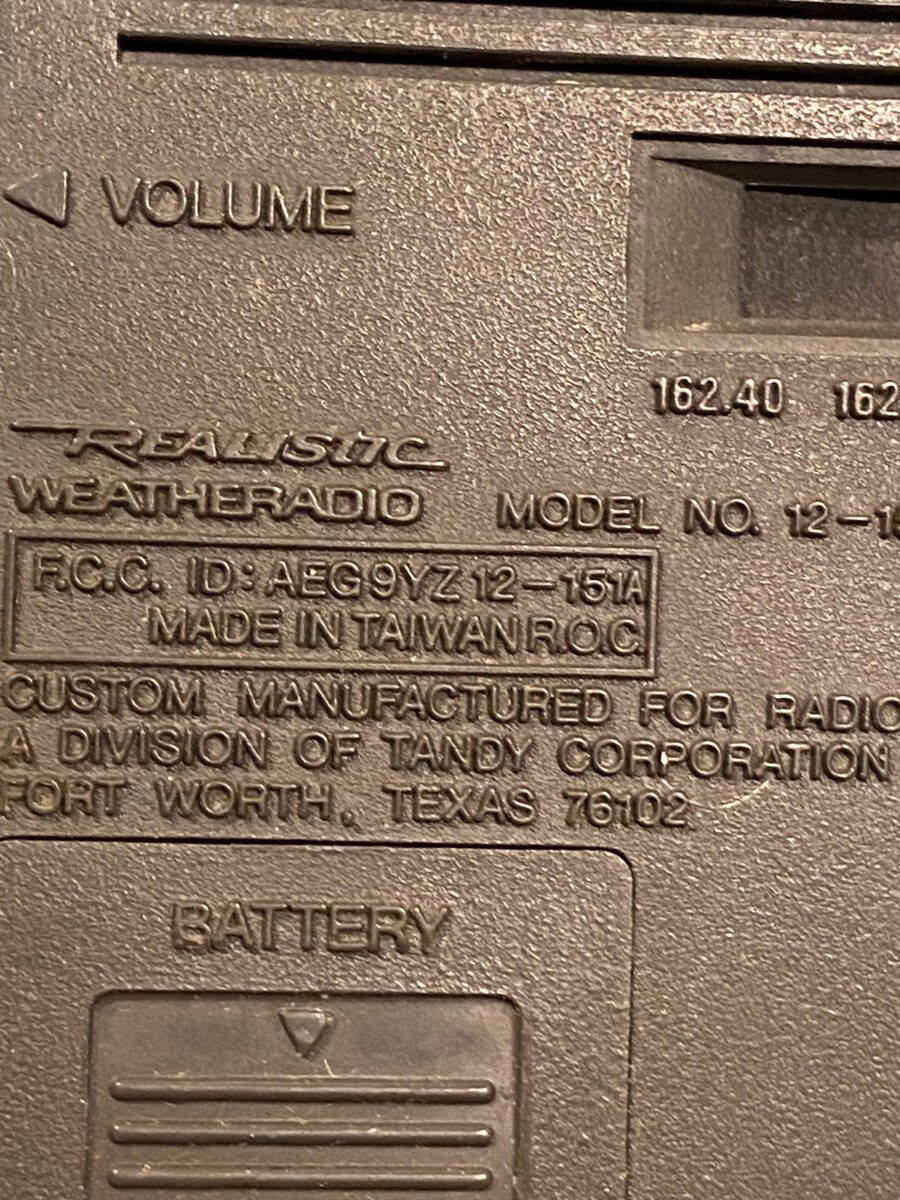 VOLUME
162.40 162
REALISTIC
WEATHERADIO MODEL NO. 12-15
F.C.C. ID: AEG9YZ 12-151A
MADE IN TAIWAN R.O.C.
CUSTOM MANUFACTURED FOR RADIO
A DIVISION OF TANDY CORPORATION
FORT WORTH, TEXAS 76102
BATTERY